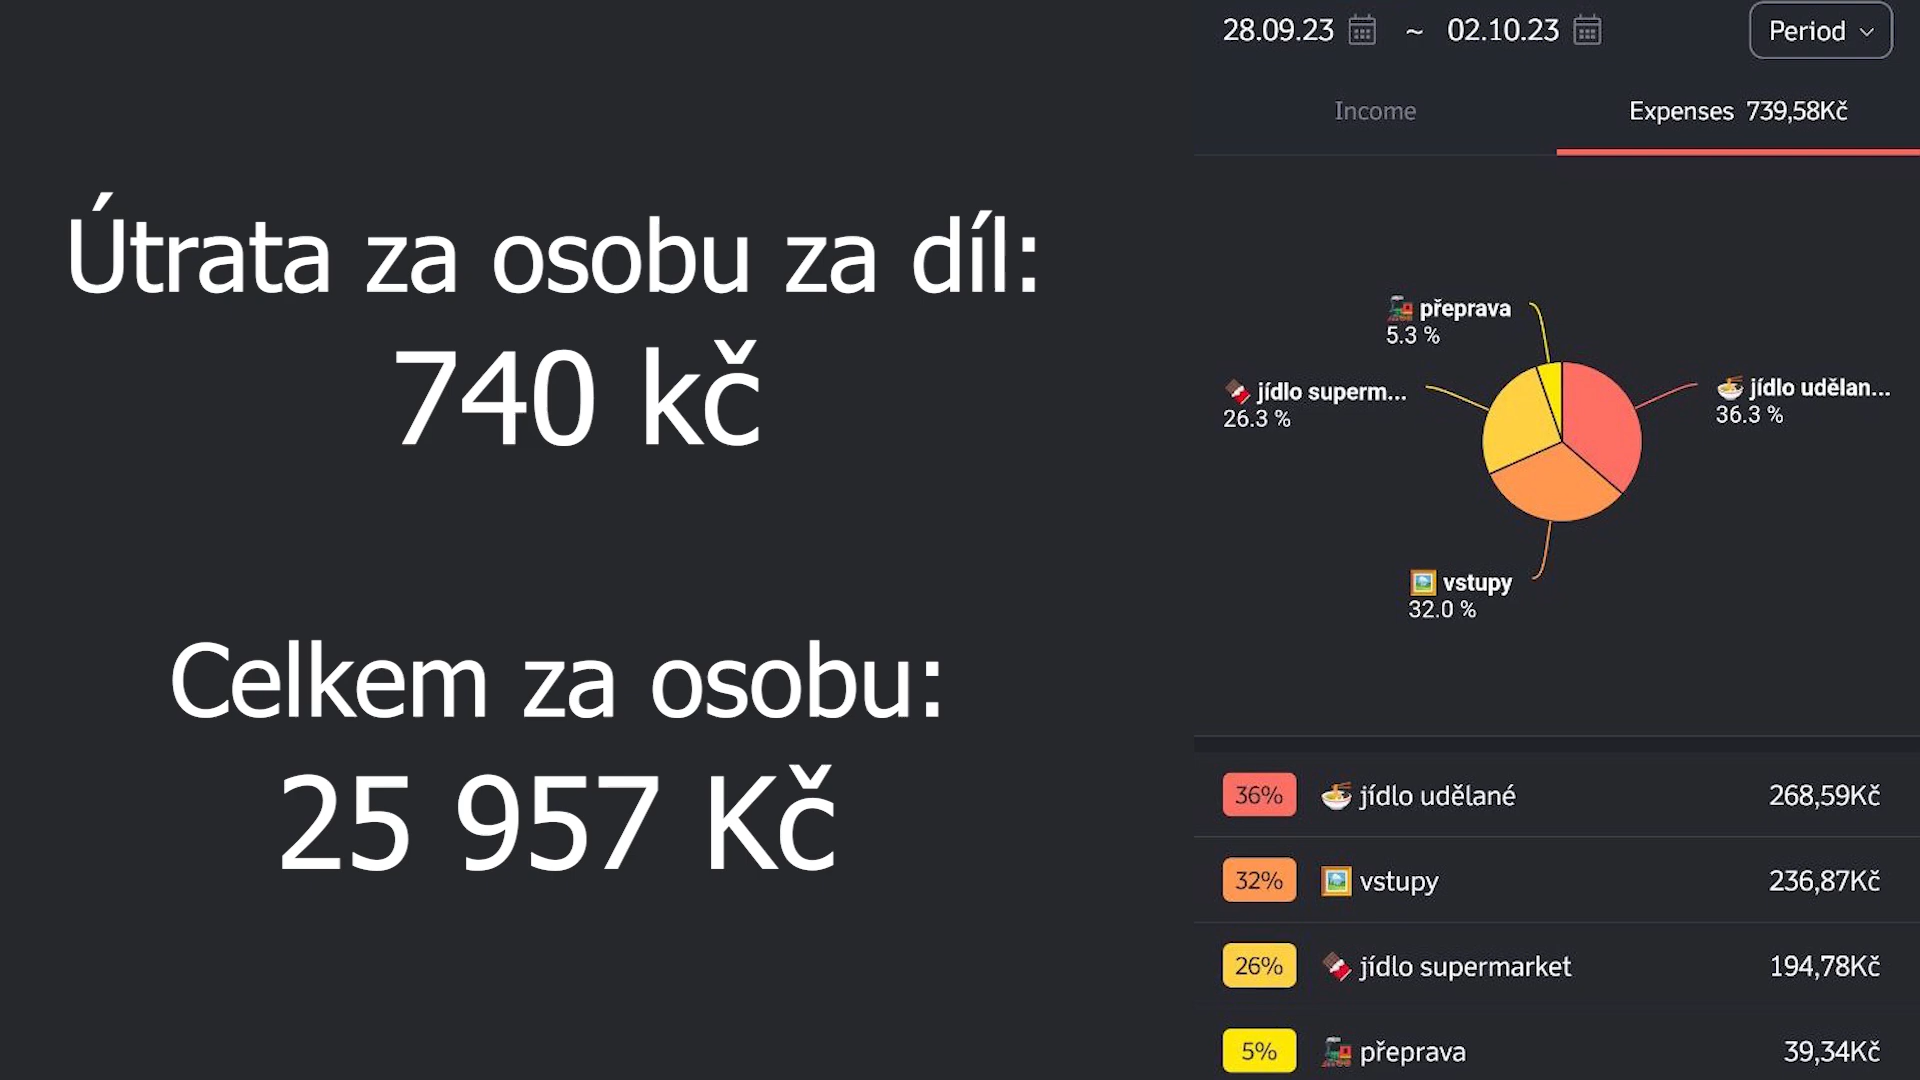 Útrata za osobu za díl:
740 kč
Celkem za osobu:
25 957 Kč
28.09.23 ~ 02.10.23 Period
Income Expenses 739,58Kč
přeprava
5.3 %
jídlo superm...
26.3 %
jídlo udělan...
36.3 %
vstupy
32.0 %
36% jídlo udělané 268,59Kč
32% vstupy 236,87Kč
26% jídlo supermarket 194,78Kč
5% přeprava 39,34Kč